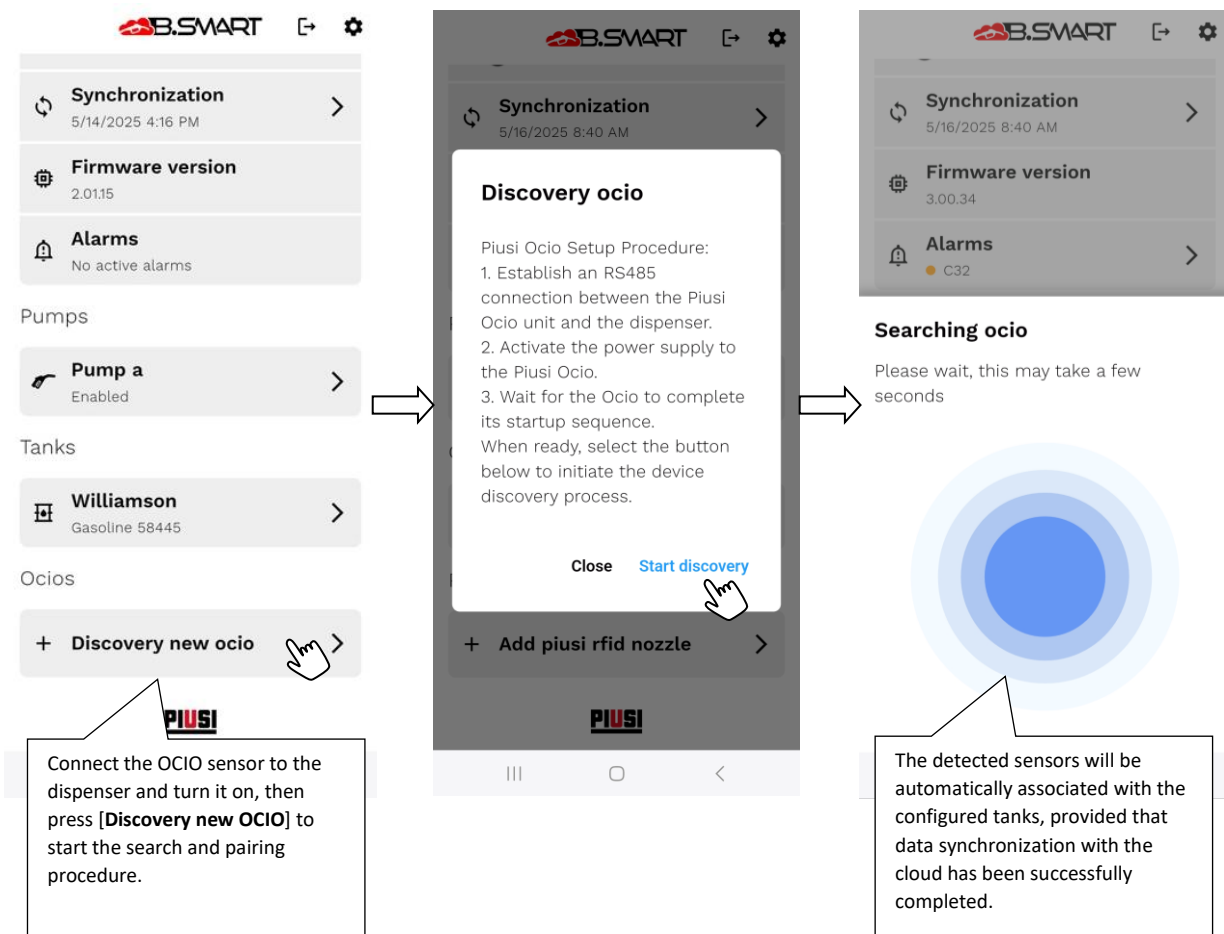 B.SMART
Synchronization
5/14/2025 4:16 PM
Firmware version
2.01.15
Alarms
No active alarms
Pumps
Pump a
Enabled
Tanks
Williamson
Gasoline 58445
Ocios
+ Discovery new ocio
PIUSI
Connect the OCIO sensor to the
dispenser and turn it on, then
press [Discovery new OCIO] to
start the search and pairing
procedure.
B.SMART
Synchronization
5/16/2025 8:40 AM
Discovery ocio
Piusi Ocio Setup Procedure:
1. Establish an RS485
connection between the Piusi
Ocio unit and the dispenser.
2. Activate the power supply to
the Piusi Ocio.
3. Wait for the Ocio to complete
its startup sequence.
When ready, select the button
below to initiate the device
discovery process.
Close Start discovery
+ Add piusi rfid nozzle
PIUSI
B.SMART
Synchronization
5/16/2025 8:40 AM
Firmware version
3.00.34
Alarms
C32
Searching ocio
Please wait, this may take a few
seconds
The detected sensors will be
automatically associated with the
configured tanks, provided that
data synchronization with the
cloud has been successfully
completed.